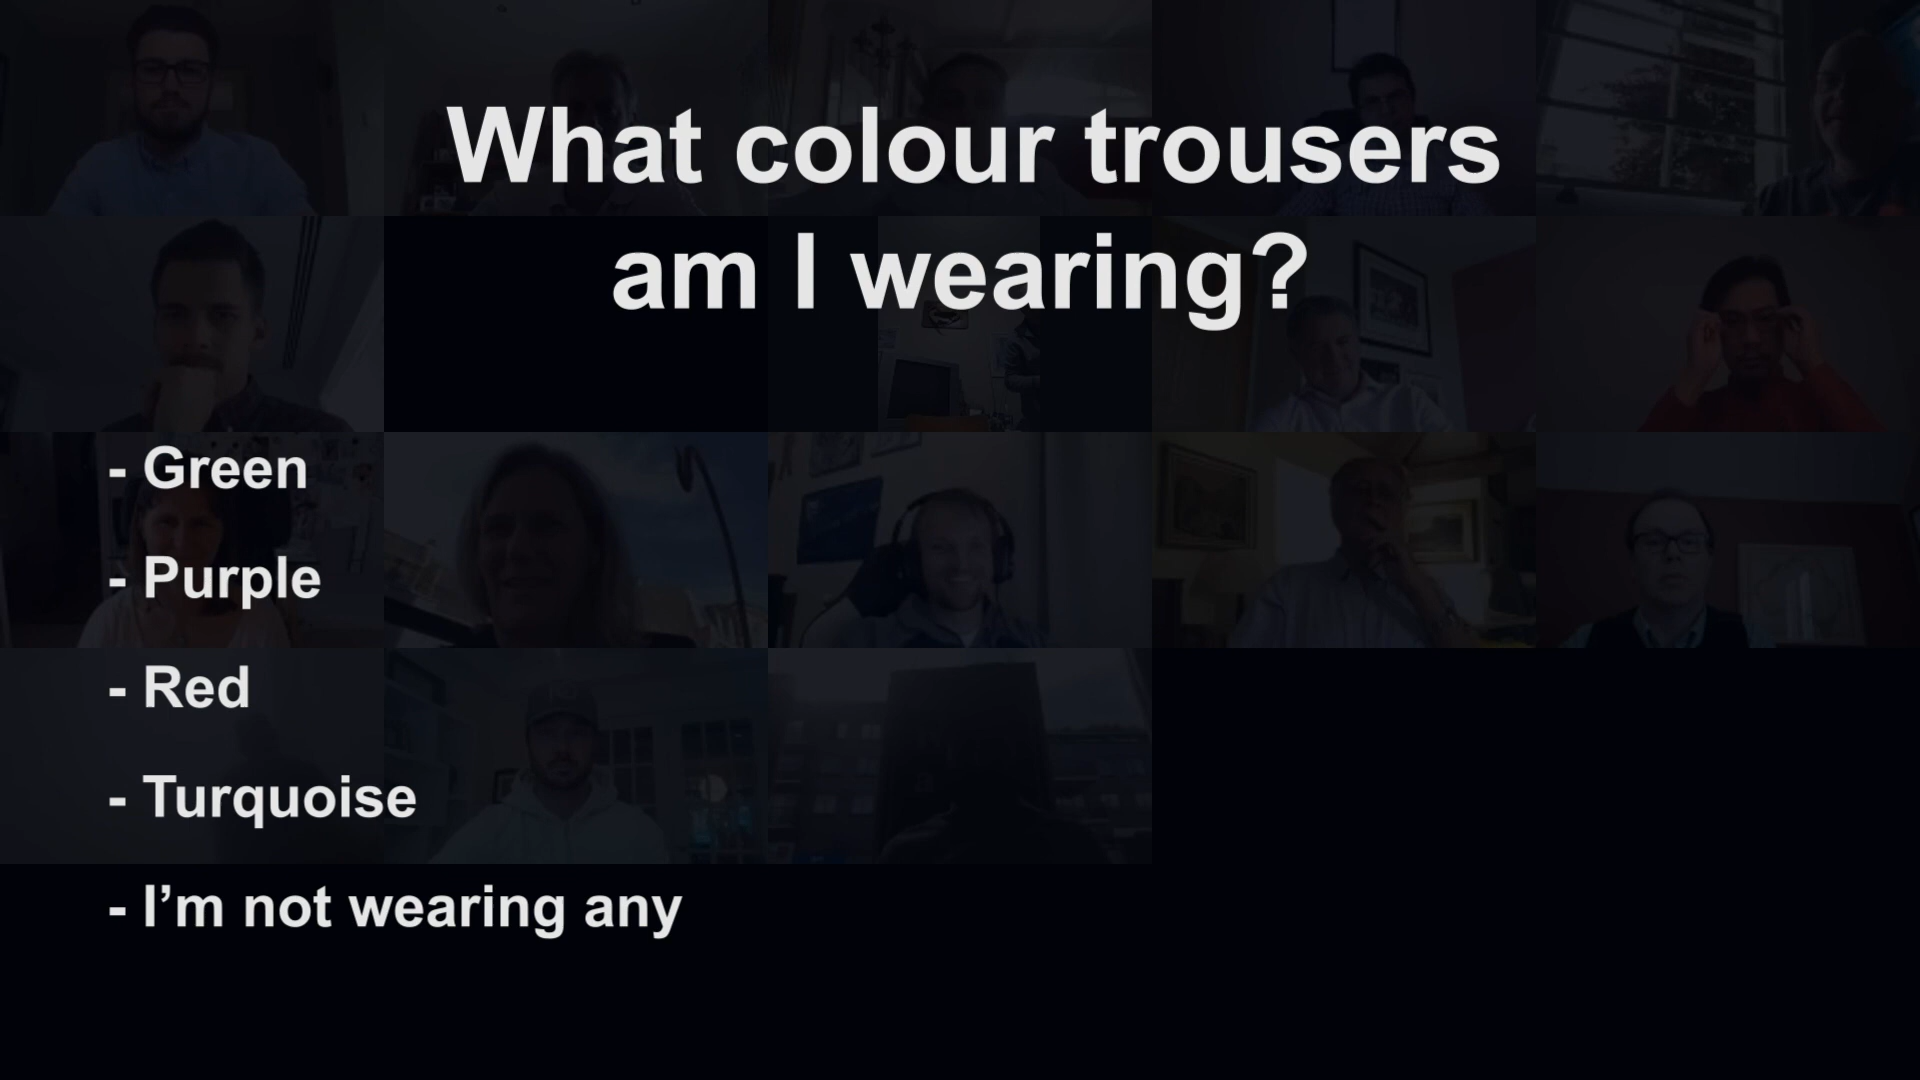 What colour trousers
am I wearing?
- Green
- Purple
- Red
- Turquoise
- I’m not wearing any